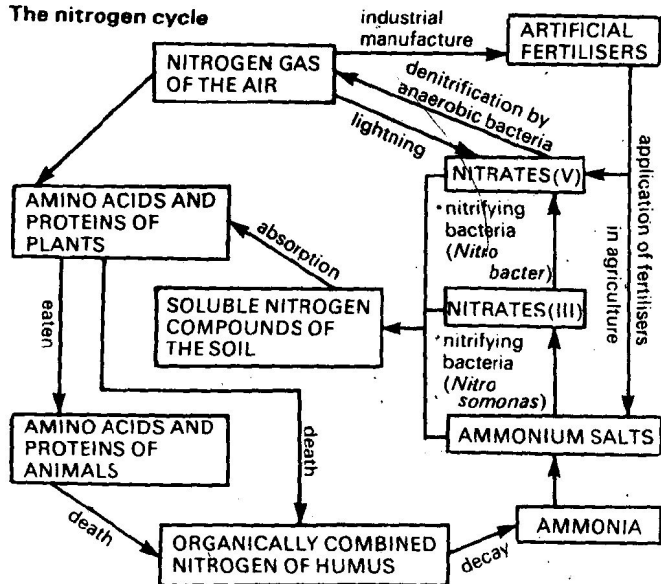 The nitrogen cycle
industrial
manufacture
ARTIFICIAL
FERTILISERS
NITROGEN GAS
OF THE AIR
denitrification by
anaerobic bacteria
lightning
NITRATES(V)
application of fertilisers
in agriculture
AMINO ACIDS AND
PROTEINS OF
PLANTS
absorption
nitrifying
bacteria
(Nitro
bacter)
eaten
SOLUBLE NITROGEN
COMPOUNDS OF
THE SOIL
NITRATES(III)
nitrifying
bacteria
(Nitro
somonas)
AMINO ACIDS AND
PROTEINS OF
ANIMALS
death
AMMONIUM SALTS
death
ORGANICALLY COMBINED
NITROGEN OF HUMUS
decay
AMMONIA